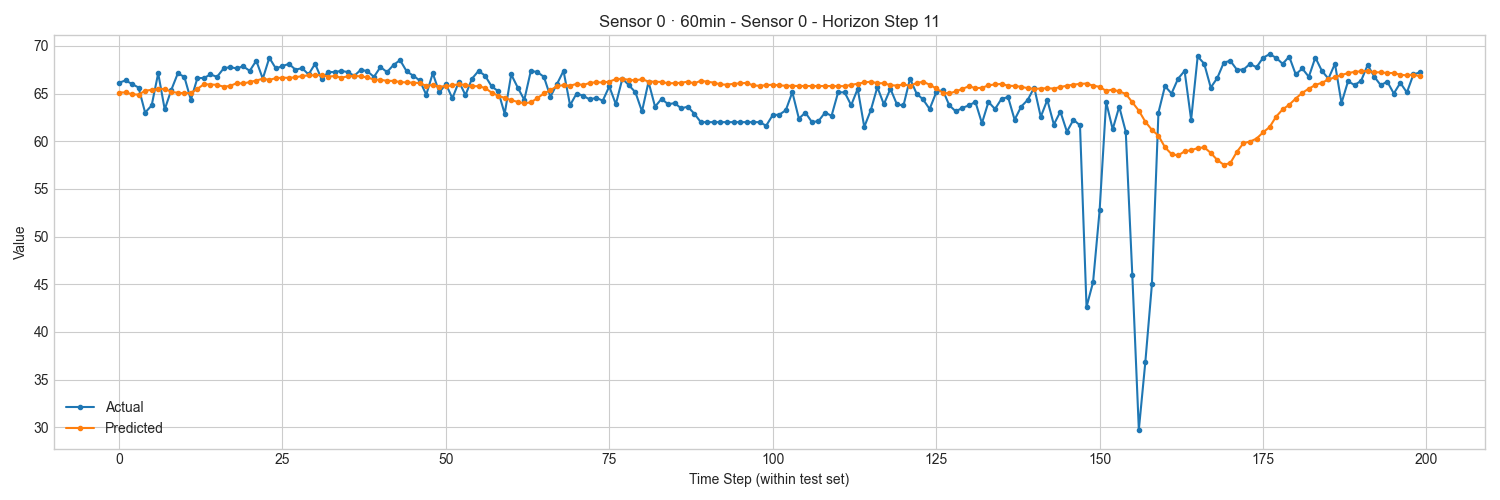 Sensor 0 · 60min - Sensor 0 - Horizon Step 11
Value
70
65
60
55
50
45
40
35
30
Actual
Predicted
0 25 50 75 100 125 150 175 200
Time Step (within test set)